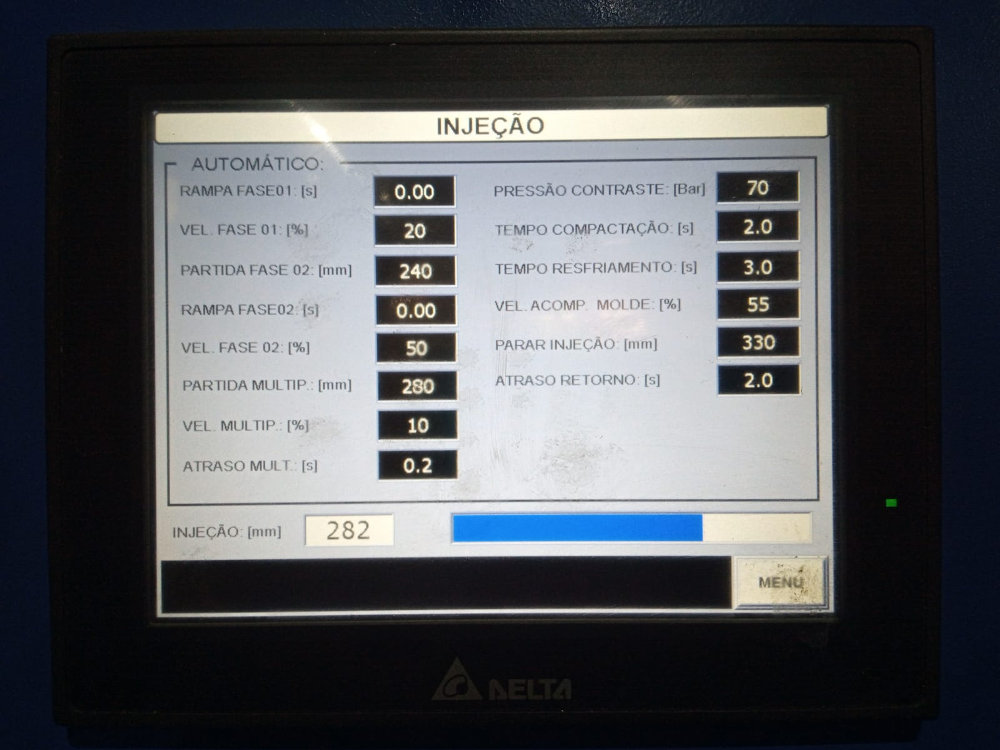 INJEÇÃO
AUTOMÁTICO:
RAMPA FASE01: [s] 0.00
VEL. FASE 01: [%] 20
PARTIDA FASE 02: [mm] 240
RAMPA FASE02: [s] 0.00
VEL. FASE 02: [%] 50
PARTIDA MULTIP.: [mm] 280
VEL. MULTIP.: [%] 10
ATRASO MULT.: [s] 0.2
PRESSÃO CONTRASTE: [Bar] 70
TEMPO COMPACTAÇÃO: [s] 2.0
TEMPO RESFRIAMENTO: [s] 3.0
VEL. ACOMP. MOLDE: [%] 55
PARAR INJEÇÃO: [mm] 330
ATRASO RETORNO: [s] 2.0
INJEÇÃO: [mm] 282
MENU
DELTA